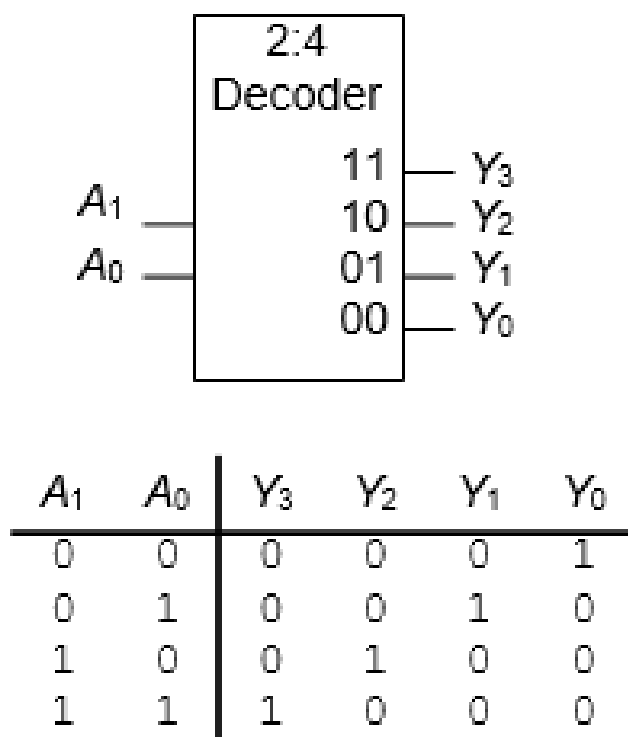 2:4
Decoder
11 Y3
A1 10 Y2
A0 01 Y1
00 Y0
A1 A0 Y3 Y2 Y1 Y0
0 0 0 0 0 1
0 1 0 0 1 0
1 0 0 1 0 0
1 1 1 0 0 0